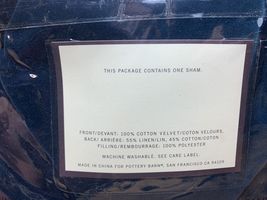 THIS PACKAGE CONTAINS ONE SHAM.
FRONT/DEVANT: 100% COTTON VELVET/COTON VELOURS,
BACK/ ARRIÈRE: 55% LINEN/LIN, 45% COTTON/COTON
FILLING/REMBOURRAGE: 100% POLYESTER
MACHINE WASHABLE. SEE CARE LABEL.
MADE IN CHINA FOR POTTERY BARN®, SAN FRANCISCO CA 94109